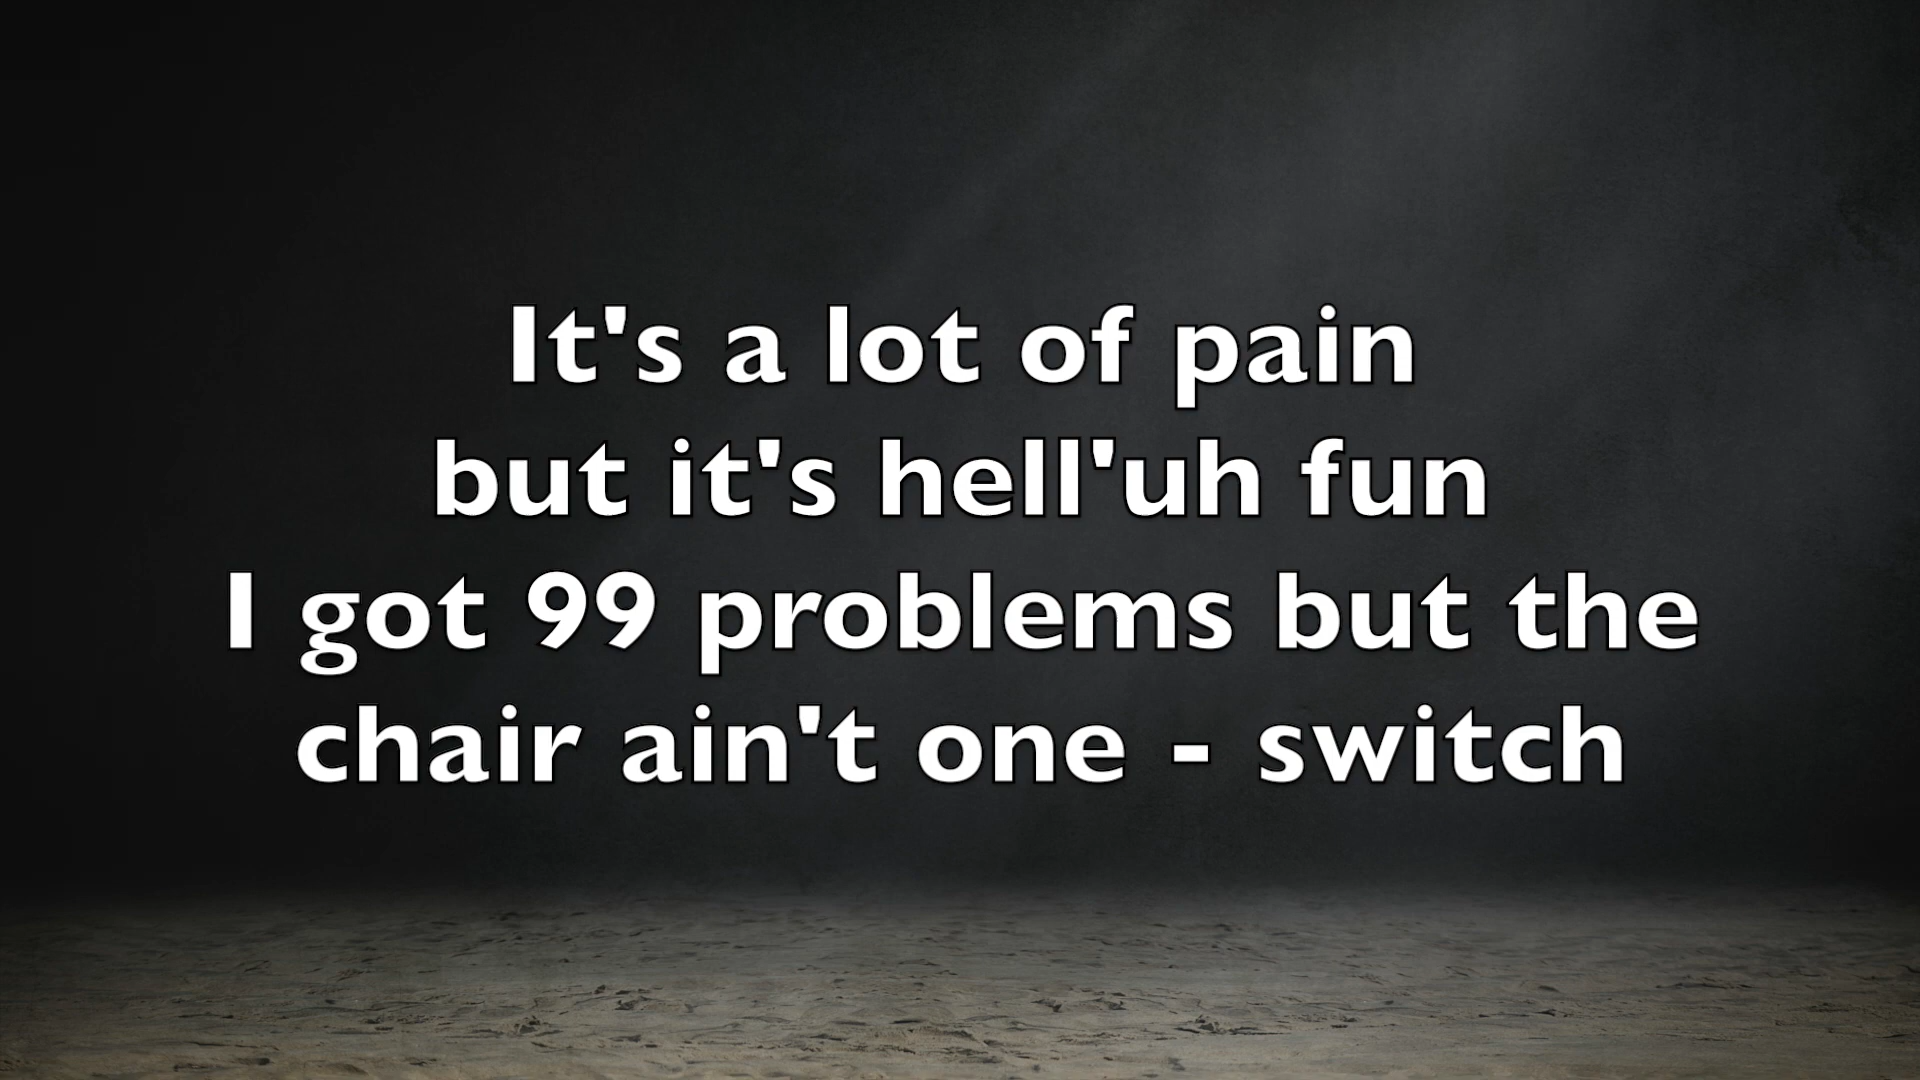 It's a lot of pain
but it's hell'uh fun
I got 99 problems but the
chair ain't one - switch